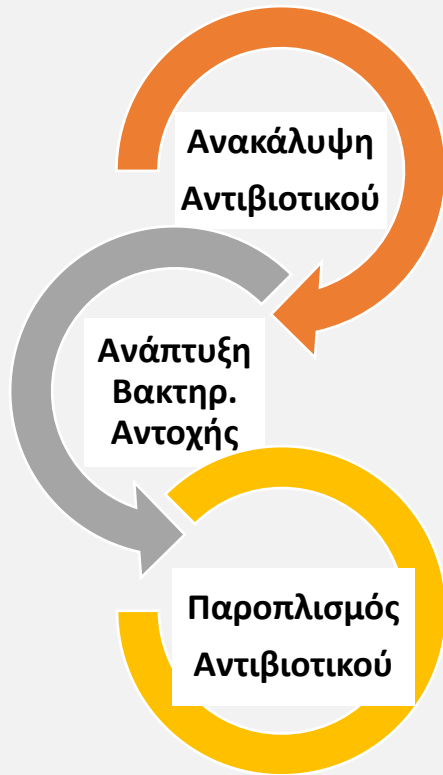 Ανακάλυψη
Αντιβιοτικού
Ανάπτυξη
Βακτηρ.
Αντοχής
Παροπλισμός
Αντιβιοτικού